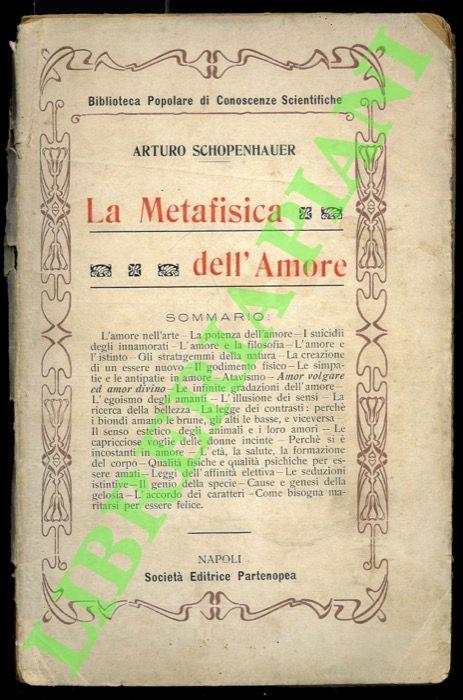 Biblioteca Popolare di Conoscenze Scientifiche
ARTURO SCHOPENHAUER
La Metafisica
dell'Amore
SOMMARIO:
L'amore nell'arte — La potenza dell'amore — I suicidii
degli innamorati — L'amore e la filosofia — L'amore e
l'istinto — Gli stratagemmi della natura — La creazione
di un essere nuovo — Il godimento fisico — Le simpa-
tie e le antipatie in amore — Atavismo — Amor volgare
ed amor divino — Le infinite gradazioni dell'amore —
L'egoismo degli amanti — L'illusione dei sensi — La
ricerca della bellezza — La legge dei contrasti: perchè
i biondi amano le brune, gli alti le basse, e viceversa —
Il senso estetico degli animali e i loro amori — Le
capricciose voglie delle donne incinte — Perchè si è
incostanti in amore — L'età, la salute, la formazione
del corpo — Qualità fisiche e qualità psichiche per es-
sere amati — Leggi dell'affinità elettiva — Le seduzioni
istintive — Il genio della specie — Cause e genesi della
gelosia — L'accordo dei caratteri — Come bisogna ma-
ritarsi per essere felice.
NAPOLI
Società Editrice Partenopea
LIBRERIA PIANI